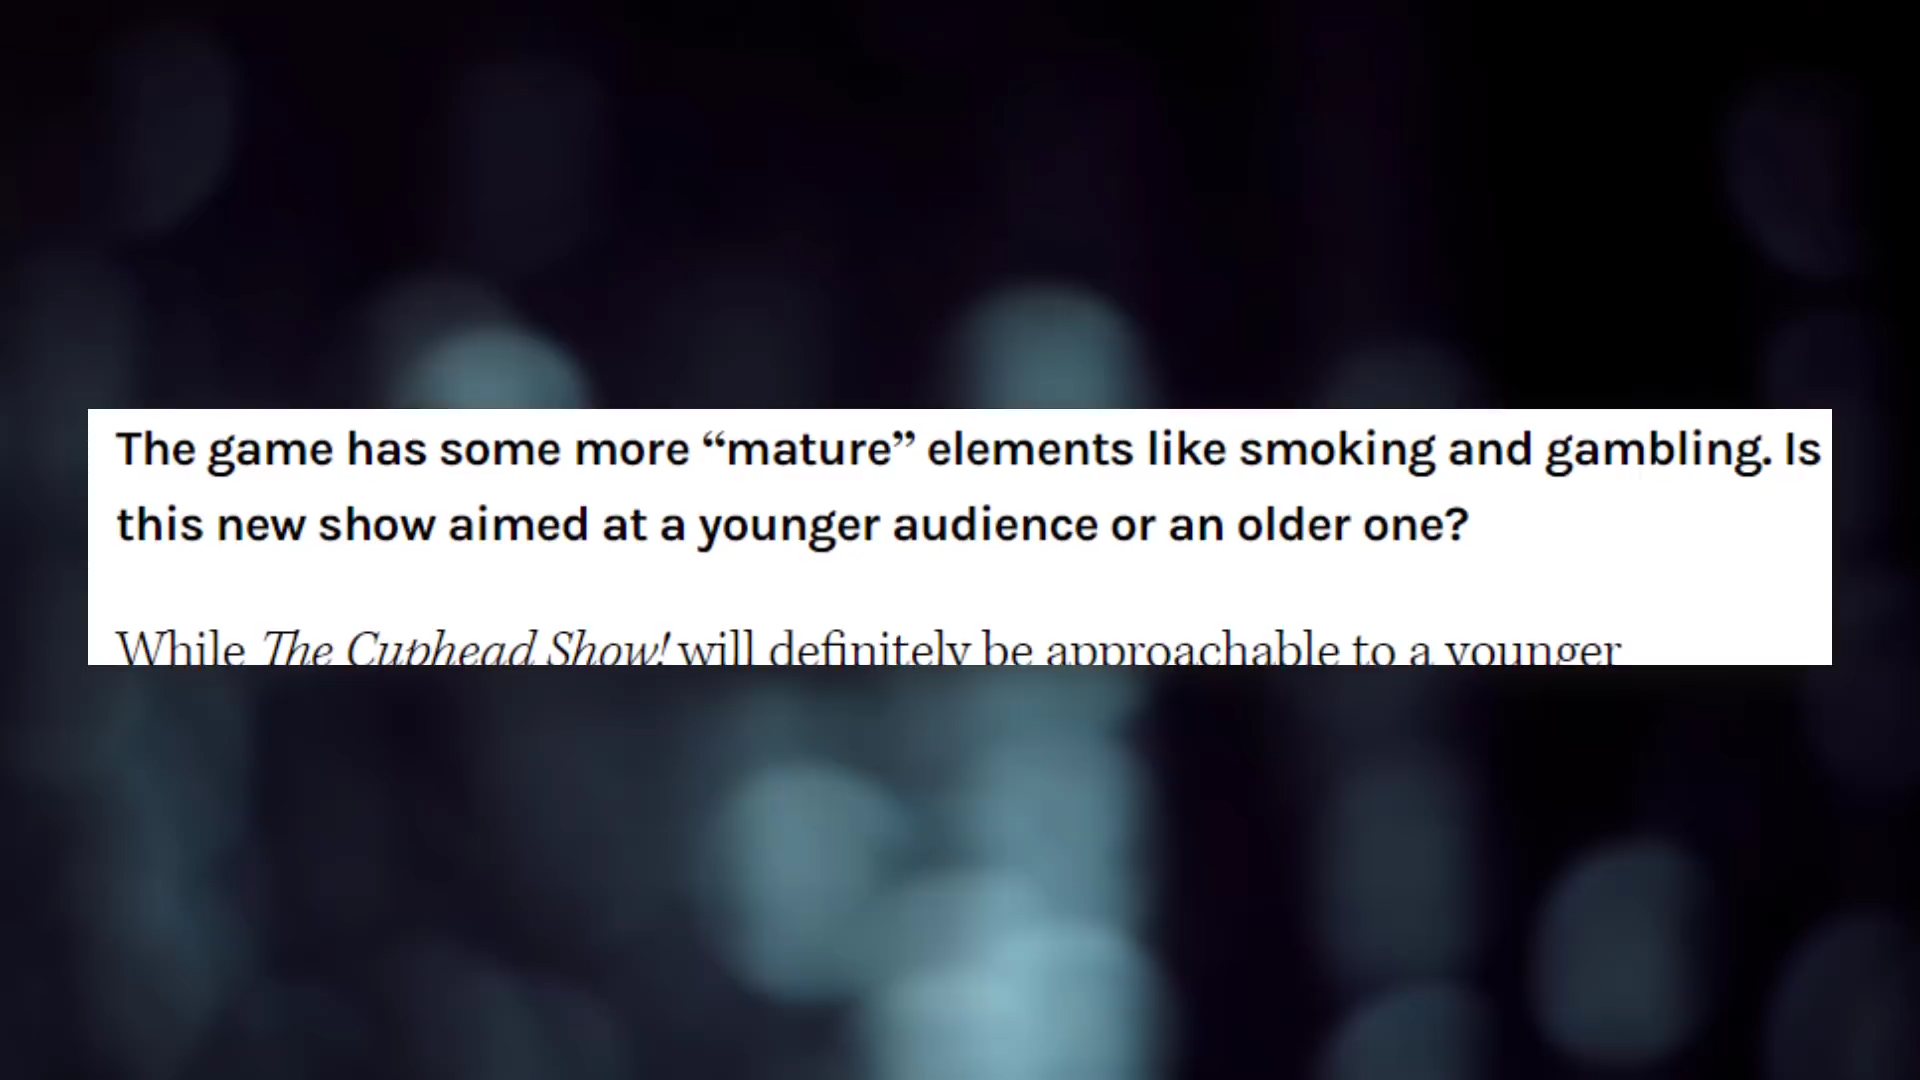 The game has some more “mature” elements like smoking and gambling. Is
this new show aimed at a younger audience or an older one?
While The Cuphead Show! will definitely be approachable to a younger